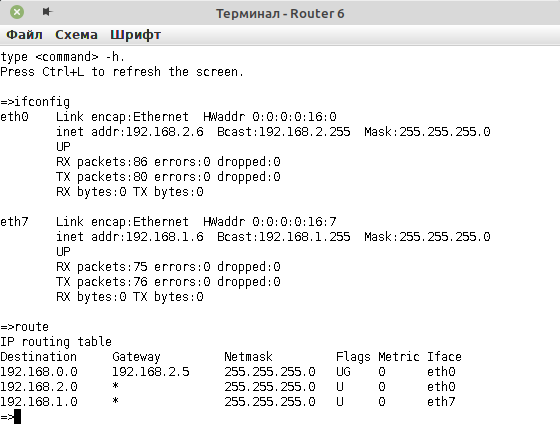 Терминал - Router 6
Файл Схема Шрифт
type <command> -h.
Press Ctrl+L to refresh the screen.
=>ifconfig
eth0 Link encap:Ethernet HWaddr 0:0:0:0:16:0
inet addr:192.168.2.6 Bcast:192.168.2.255 Mask:255.255.255.0
UP
RX packets:86 errors:0 dropped:0
TX packets:80 errors:0 dropped:0
RX bytes:0 TX bytes:0
eth7 Link encap:Ethernet HWaddr 0:0:0:0:16:7
inet addr:192.168.1.6 Bcast:192.168.1.255 Mask:255.255.255.0
UP
RX packets:75 errors:0 dropped:0
TX packets:76 errors:0 dropped:0
RX bytes:0 TX bytes:0
=>route
IP routing table
Destination Gateway Netmask Flags Metric Iface
192.168.0.0 192.168.2.5 255.255.255.0 UG 0 eth0
192.168.2.0 * 255.255.255.0 U 0 eth0
192.168.1.0 * 255.255.255.0 U 0 eth7
=>